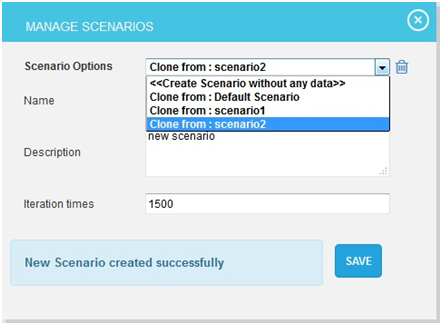 MANAGE SCENARIOS
Scenario Options
Clone from : scenario2
<<Create Scenario without any data>>
Clone from : Default Scenario
Clone from : scenario1
Clone from : scenario2
Name
Description
new scenario
Iteration times
1500
New Scenario created successfully
SAVE